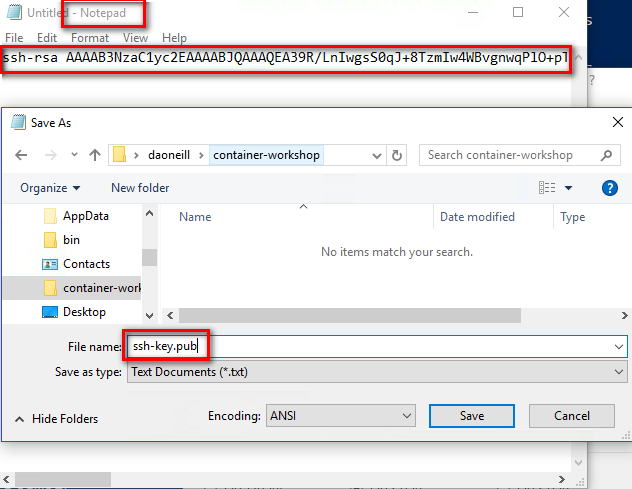 Untitled - Notepad
File Edit Format View Help
ssh-rsa AAAAB3NzaC1yc2EAAAABJQAAAQEA39R/LnIwgsS0qJ+8TzmIw4WBvgnwqPlO+pl
Save As
daoneill container-workshop
Search container-workshop
Organize New folder
Name Date modified Type
AppData
bin
Contacts
container-work
Desktop
No items match your search.
File name: ssh-key.pub
Save as type: Text Documents (*.txt)
Hide Folders Encoding: ANSI Save Cancel